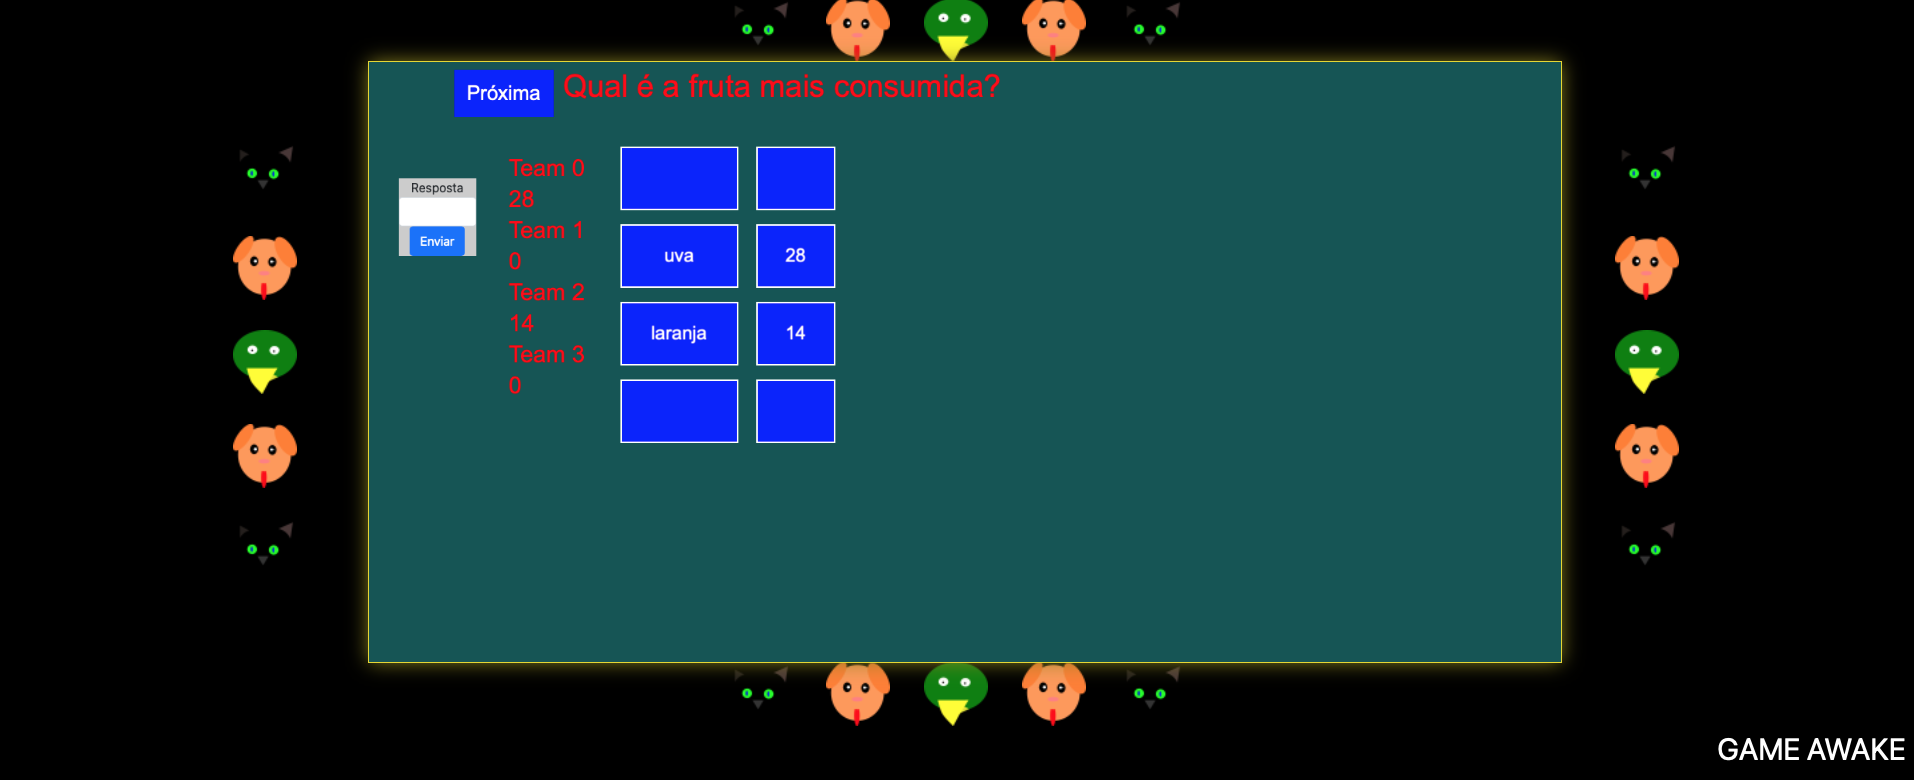 Próxima
Qual é a fruta mais consumida?
Resposta
Enviar
Team 0
28
Team 1
0
Team 2
14
Team 3
0
uva 28
laranja 14
GAME AWAKE